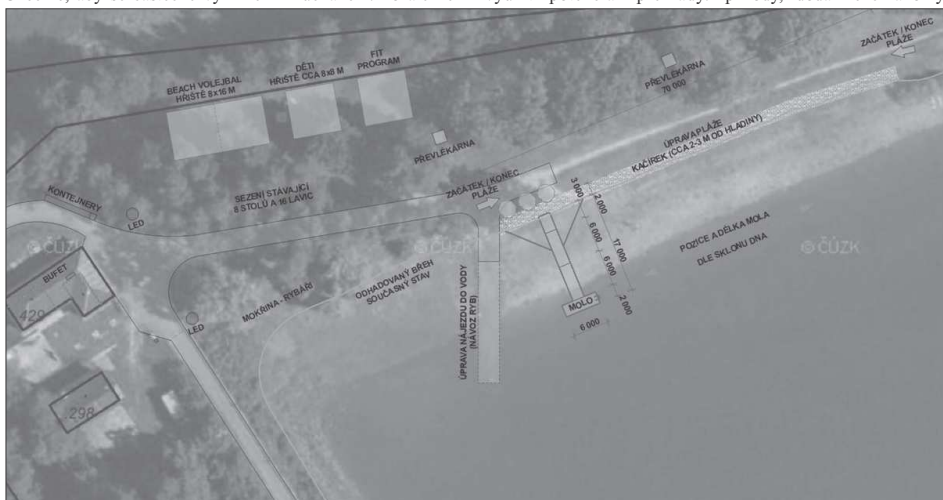 ZAČÁTEK / KONEC
PLÁŽE
FIT
PROGRAM
DĚTI
HŘIŠTĚ CCA 8x8 M
BEACH VOLEJBAL
HŘIŠTĚ 8x16 M
PŘEVLÉKÁRNA
70 000
PŘEVLÉKÁRNA
ÚPRAVA PLÁŽE
KAČÍREK (CCA 2-3 M OD HLADINY)
ZAČÁTEK / KONEC
PLÁŽE
KONTEJNERY
LED
SEZENÍ STÁVAJÍCÍ
8 STOLŮ A 16 LAVIC
3 000
2 000
6 000
17 000
6 000
2 000
6 000
MOLO
POZICE A DÉLKA MOLA
DLE SKLONU DNA
© ČÚZK
© ČÚZK
© ČÚZK
BUFET
429
LED
MOKŘINA - RYBÁŘI
ODHADOVANÝ BŘEH
SOUČASNÝ STAV
ÚPRAVA NÁJEZDU DO VODY
(NÁVOZ RYB)
.298